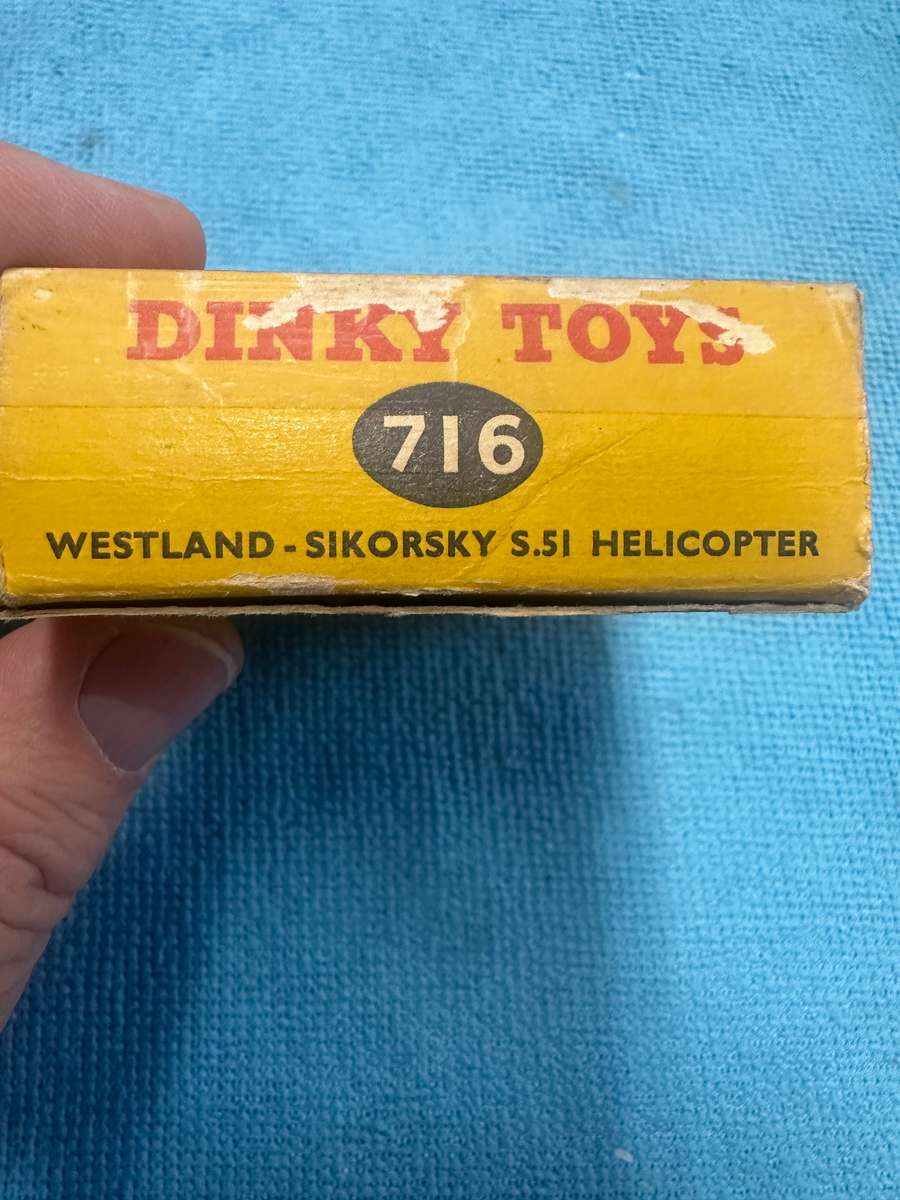 DINKY TOYS
716
WESTLAND - SIKORSKY S.51 HELICOPTER